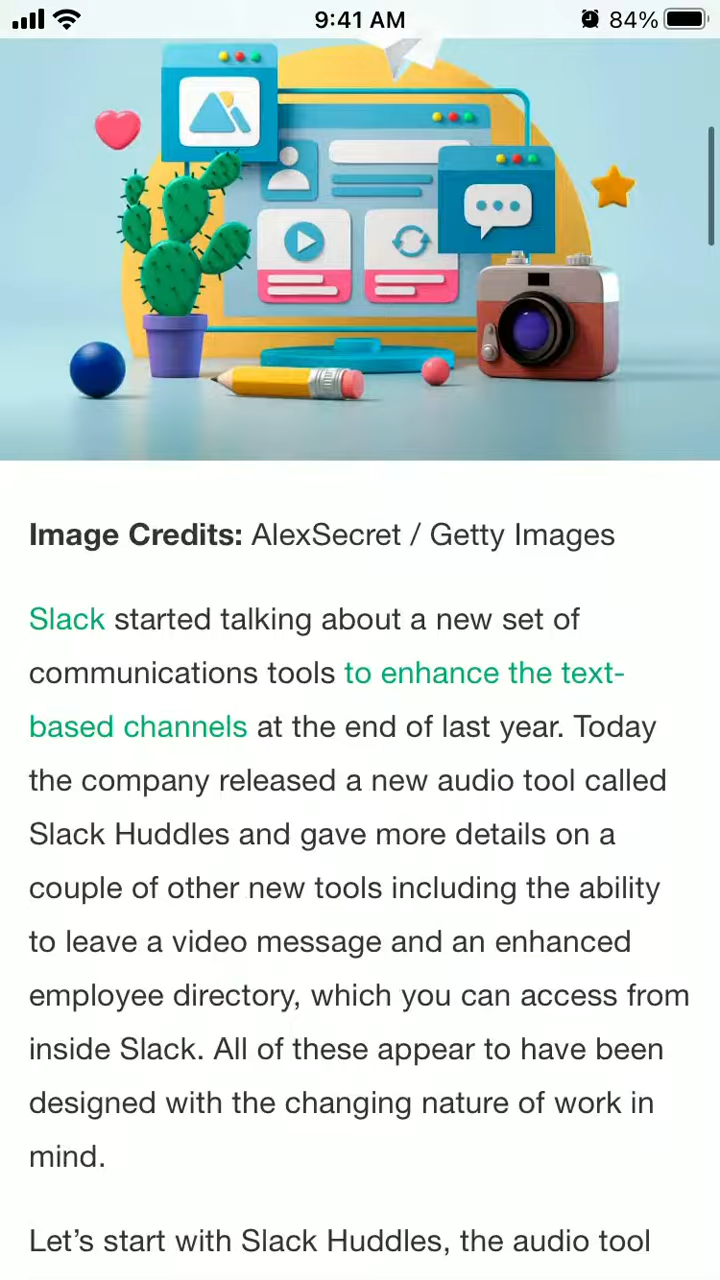 9:41 AM
84%
Image Credits: AlexSecret / Getty Images
Slack started talking about a new set of
communications tools to enhance the text-
based channels at the end of last year. Today
the company released a new audio tool called
Slack Huddles and gave more details on a
couple of other new tools including the ability
to leave a video message and an enhanced
employee directory, which you can access from
inside Slack. All of these appear to have been
designed with the changing nature of work in
mind.
Let’s start with Slack Huddles, the audio tool